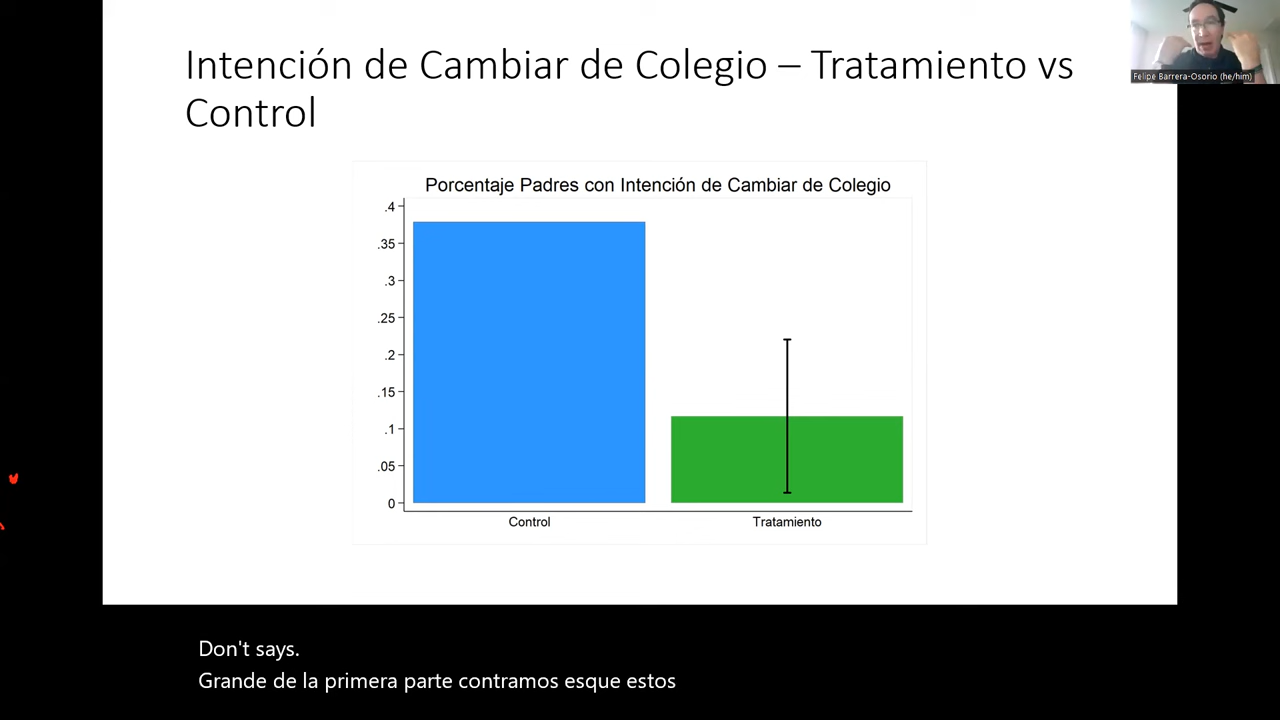 Intención de Cambiar de Colegio – Tratamiento vs
Control
Felipe Barrera-Osorio (he/him)
Porcentaje Padres con Intención de Cambiar de Colegio
.4
.35
.3
.25
.2
.15
.1
.05
0
Control
Tratamiento
Don't says.
Grande de la primera parte contramos esque estos